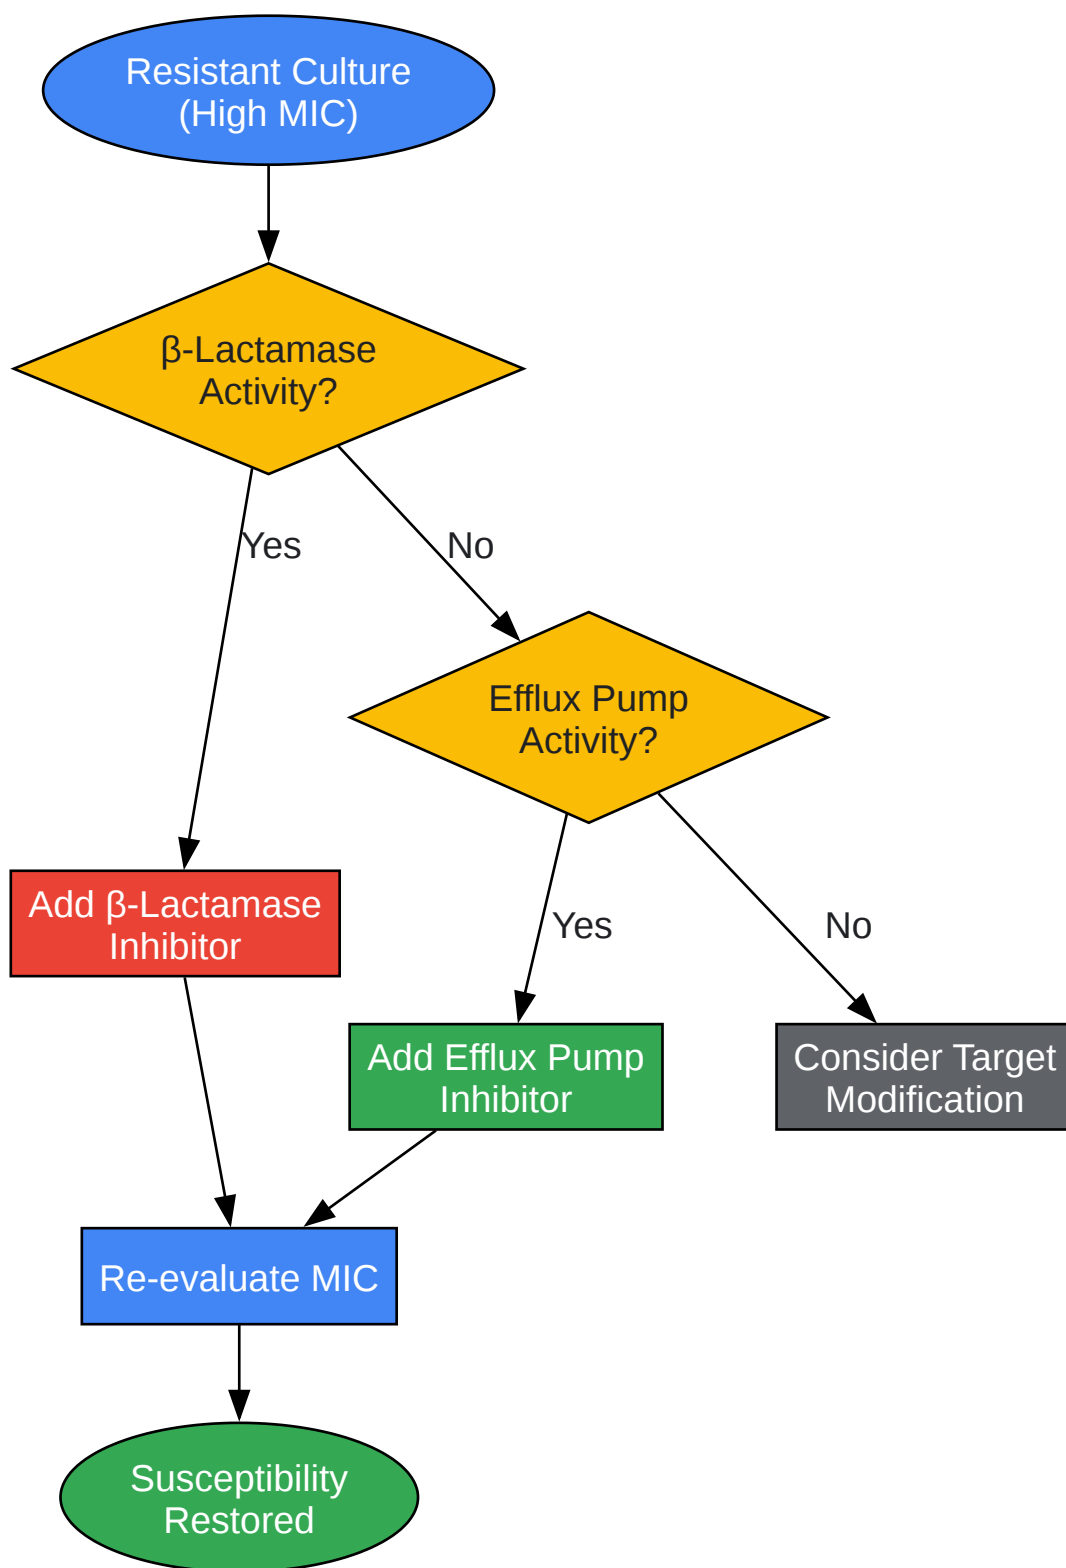 Resistant Culture
(High MIC)
β-Lactamase
Activity?
Yes
No
Efflux Pump
Activity?
Add β-Lactamase
Inhibitor
Yes
No
Add Efflux Pump
Inhibitor
Consider Target
Modification
Re-evaluate MIC
Susceptibility
Restored